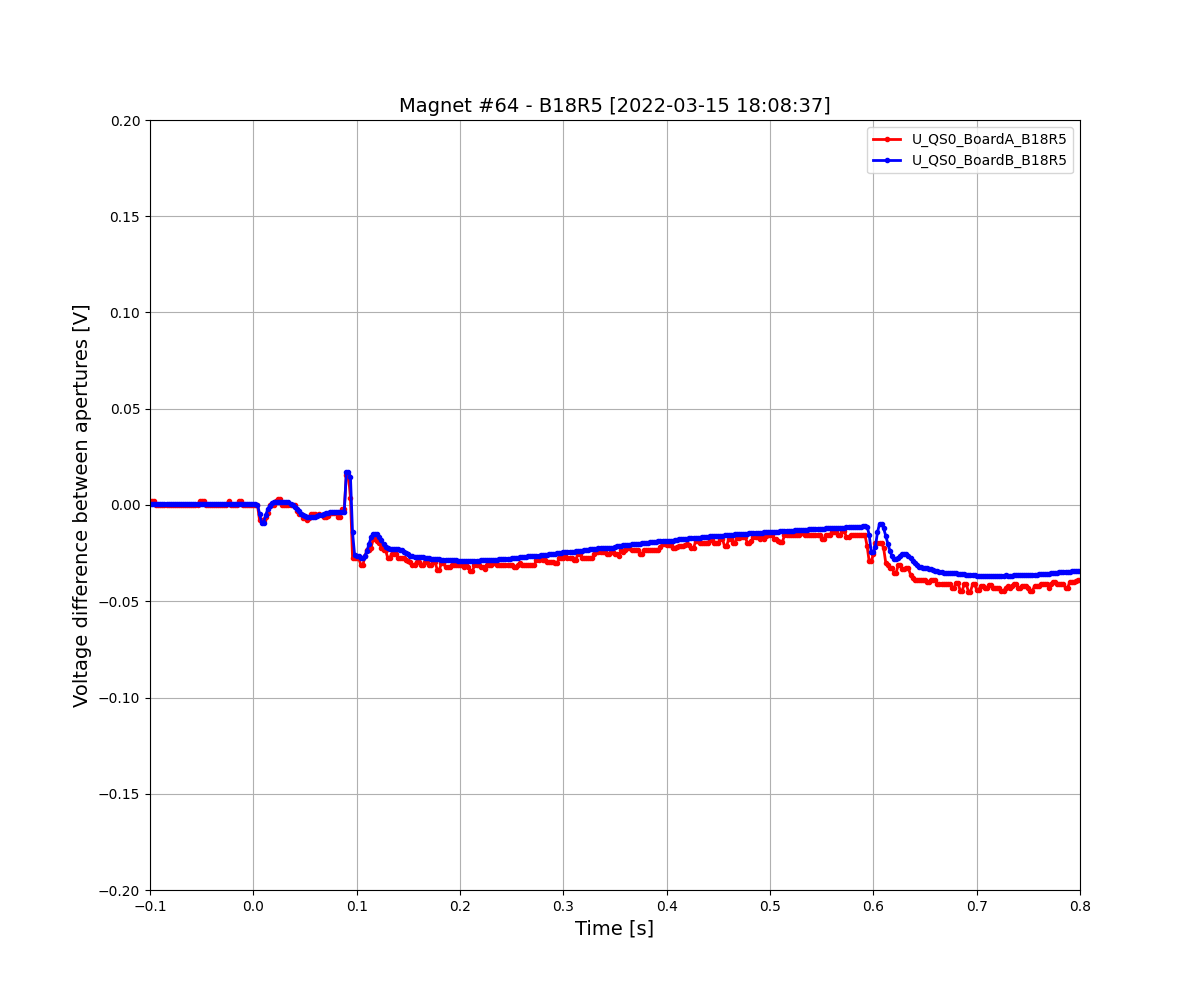 Magnet #64 - B18R5 [2022-03-15 18:08:37]
U_QS0_BoardA_B18R5
U_QS0_BoardB_B18R5
Voltage difference between apertures [V]
0.20
0.15
0.10
0.05
0.00
−0.05
−0.10
−0.15
−0.20
−0.1 0.0 0.1 0.2 0.3 0.4 0.5 0.6 0.7 0.8
Time [s]